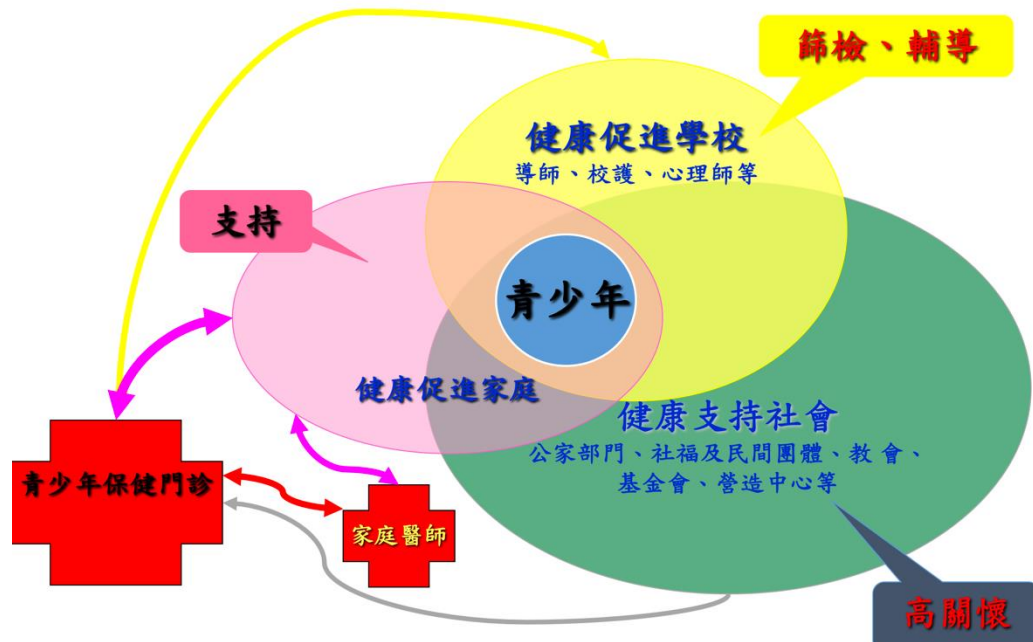 篩檢、輔導
健康促進學校
導師、校護、心理師等
支持
青少年
健康促進家庭
健康支持社會
公家部門、社福及民間團體、教 會、
基金會、營造中心等
青少年保健門診
家庭醫師
高關懷